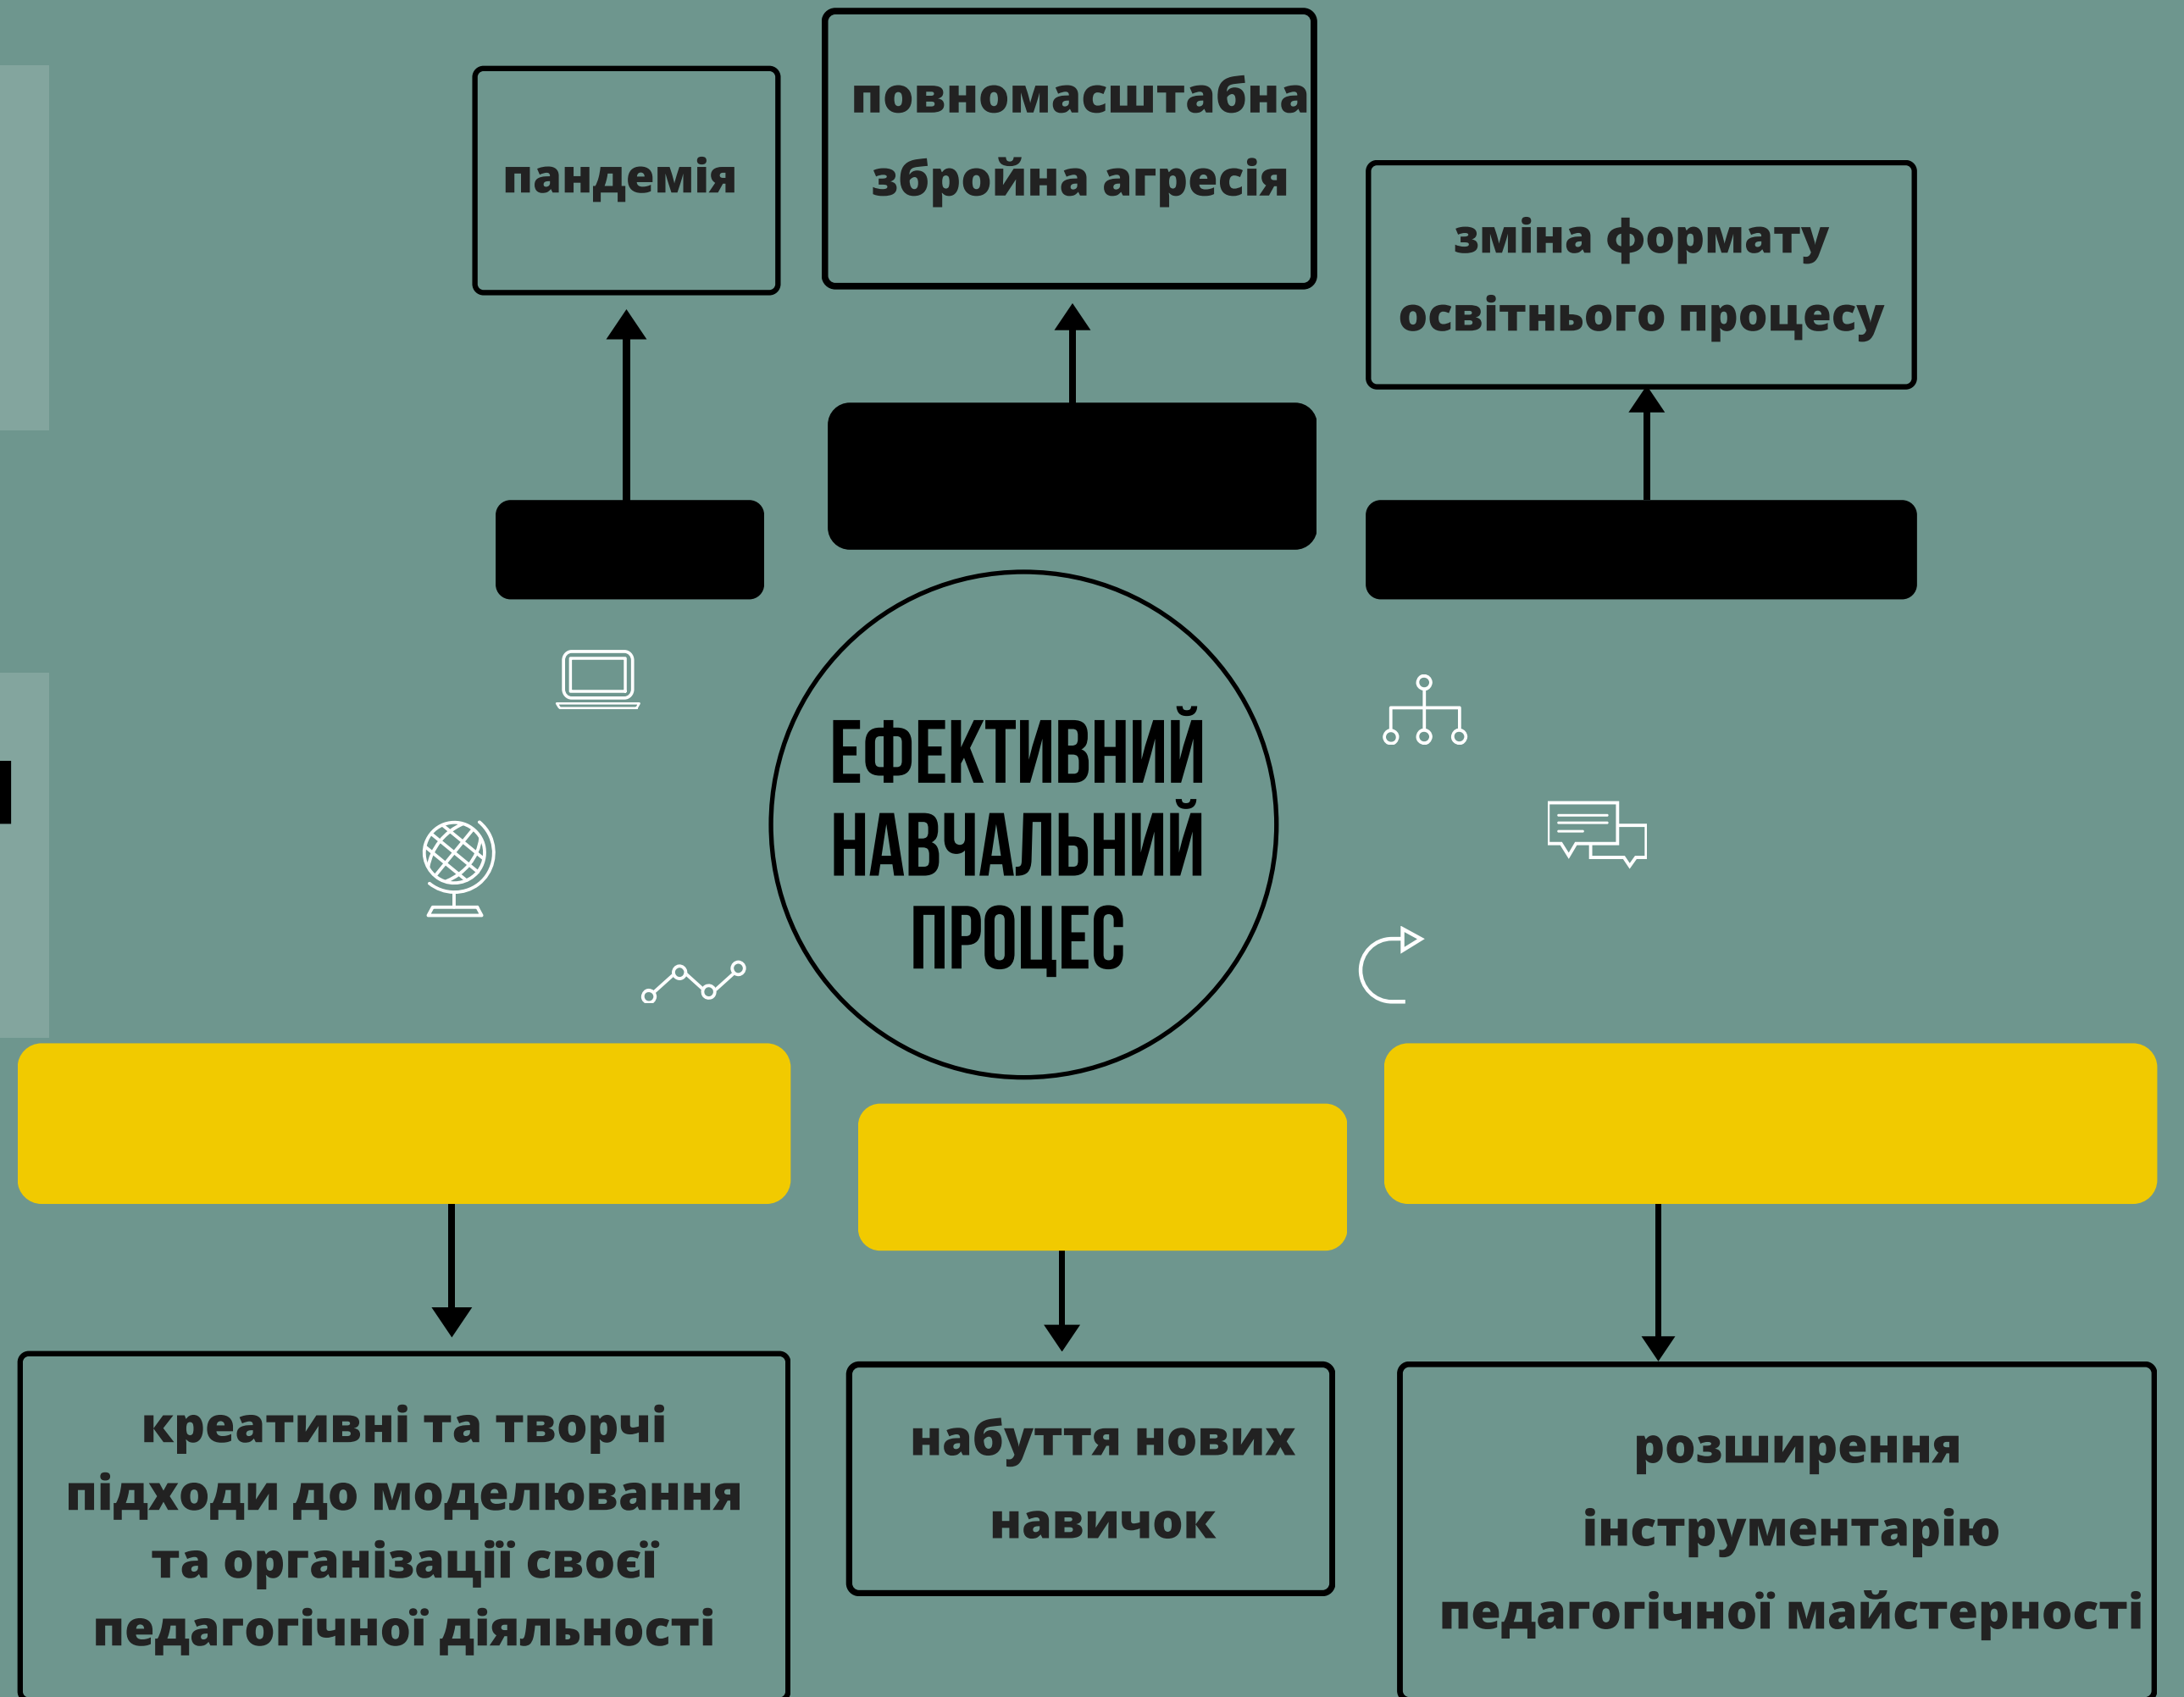 пандемія
повномасштабна
збройна агресія
зміна формату
освітнього процесу
ЕФЕКТИВНИЙ
НАВЧАЛЬНИЙ
ПРОЦЕС
креативні та творчі
підходи до моделювання
та організації своєї
педагогічної діяльності
набуття нових
навичок
розширення
інструментарію
педагогічної майстерності